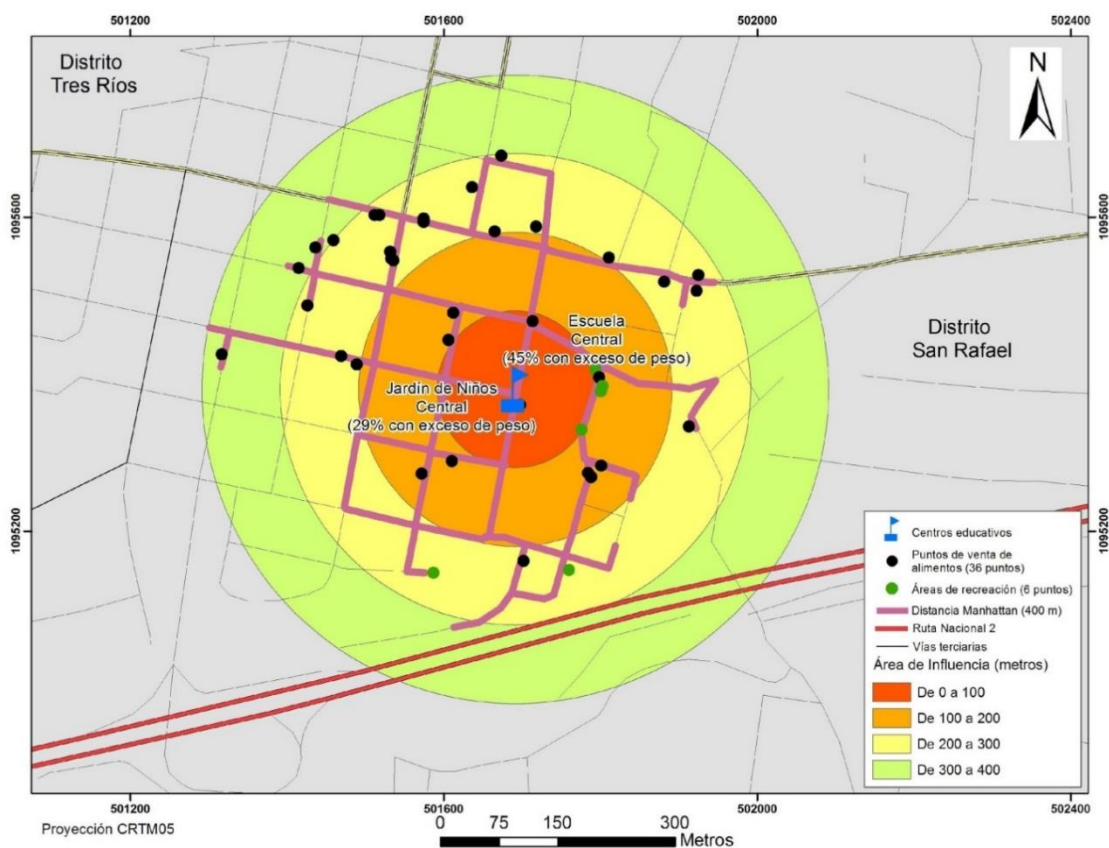 501200
501600
502000
502400
Distrito
Tres Ríos
N
1095600
1095600
Escuela
Central
(45% con exceso de peso)
Distrito
San Rafael
Jardín de Niños
Central
(29% con exceso de peso)
1095200
1095200
Centros educativos
Puntos de venta de
alimentos (36 puntos)
Áreas de recreación (6 puntos)
Distancia Manhattan (400 m)
Ruta Nacional 2
Vías terciarias
Área de Influencia (metros)
De 0 a 100
De 100 a 200
De 200 a 300
De 300 a 400
501200
501600
502000
502400
Proyección CRTM05
0 75 150 300
Metros